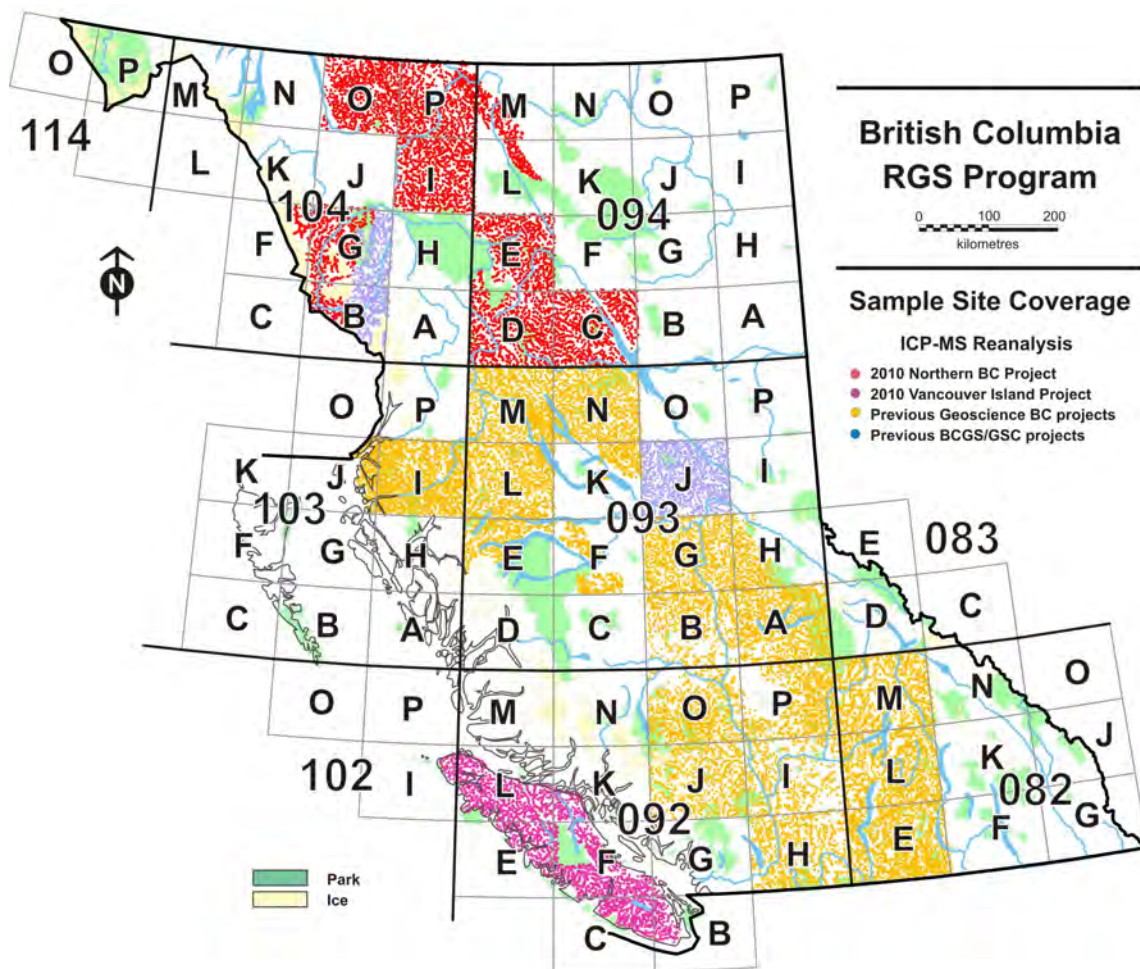 O P M N O P M N O P
114
L K J I L K J I
104
094
F G H E F G H
N
C B A D C B A
O P M N O P
K J I L K J I
103
093
F G H E F G H E
083
C B A D C B A D C
O P M N O P M N O
102
I L K J I L K J
092
082
E F G H E F G
C B
British Columbia
RGS Program
0 100 200
kilometres
Sample Site Coverage
ICP-MS Reanalysis
2010 Northern BC Project
2010 Vancouver Island Project
Previous Geoscience BC projects
Previous BCGS/GSC projects
Park
Ice